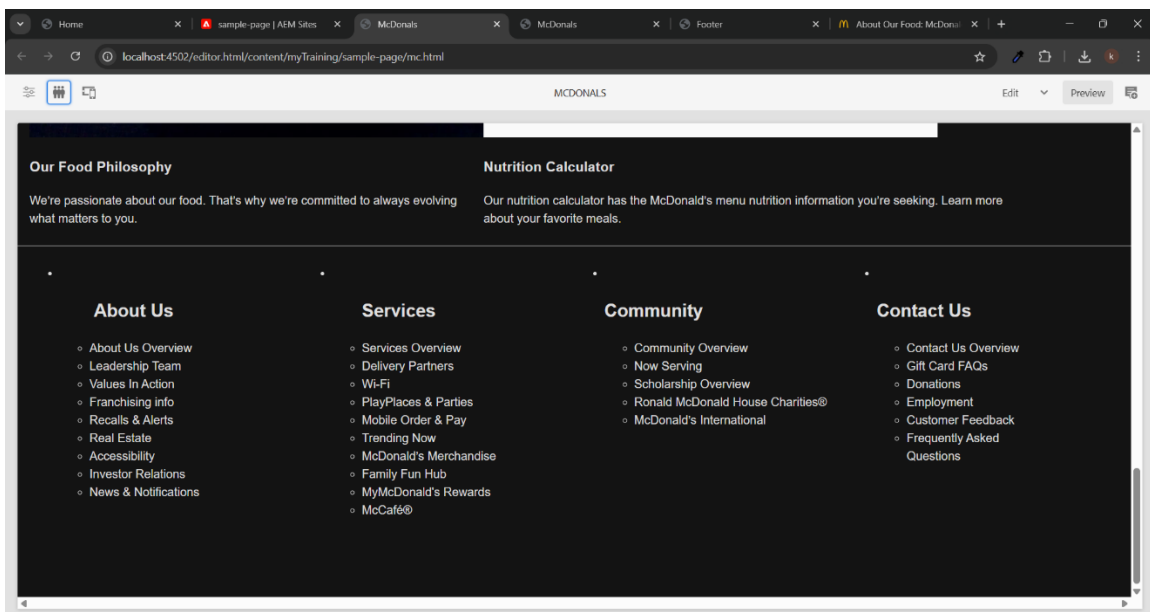 Home
sample-page | AEM Sites
McDonals
McDonals
Footer
About Our Food: McDonal
localhost:4502/editor.html/content/myTraining/sample-page/mc.html
k
MCDONALS
Edit
Preview
Our Food Philosophy
We're passionate about our food. That's why we're committed to always evolving
what matters to you.
Nutrition Calculator
Our nutrition calculator has the McDonald's menu nutrition information you're seeking. Learn more
about your favorite meals.
About Us
About Us Overview
Leadership Team
Values In Action
Franchising info
Recalls & Alerts
Real Estate
Accessibility
Investor Relations
News & Notifications
Services
Services Overview
Delivery Partners
Wi-Fi
PlayPlaces & Parties
Mobile Order & Pay
Trending Now
McDonald's Merchandise
Family Fun Hub
MyMcDonald's Rewards
McCafé®
Community
Community Overview
Now Serving
Scholarship Overview
Ronald McDonald House Charities®
McDonald's International
Contact Us
Contact Us Overview
Gift Card FAQs
Donations
Employment
Customer Feedback
Frequently Asked
Questions